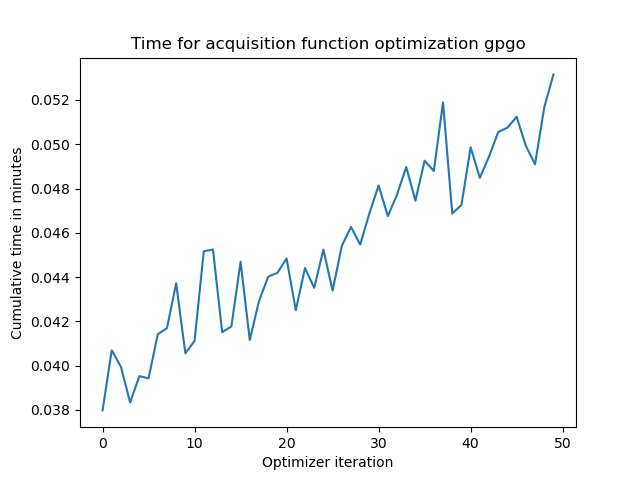 Time for acquisition function optimization gpgo
0.052
0.050
0.048
0.046
0.044
0.042
0.040
0.038
Cumulative time in minutes
0 10 20 30 40 50
Optimizer iteration